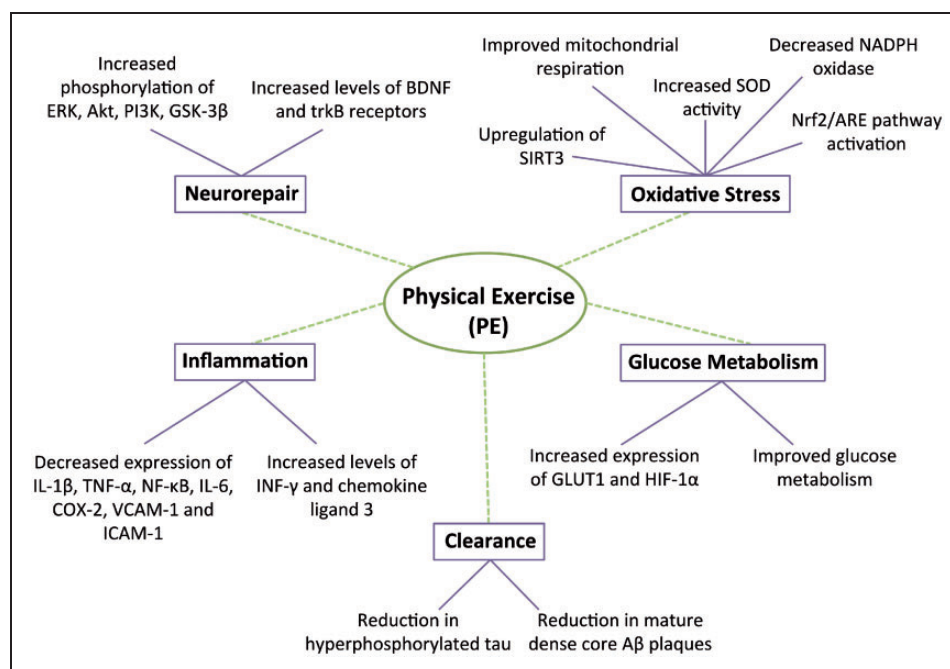 Increased
phosphorylation of
ERK, Akt, PI3K, GSK-3β
Increased levels of BDNF
and trkB receptors
Neurorepair
Improved mitochondrial
respiration
Decreased NADPH
oxidase
Increased SOD
activity
Upregulation of
SIRT3
Nrf2/ARE pathway
activation
Oxidative Stress
Physical Exercise
(PE)
Inflammation
Decreased expression of
IL-1β, TNF-α, NF-κB, IL-6,
COX-2, VCAM-1 and
ICAM-1
Increased levels of
INF-γ and chemokine
ligand 3
Glucose Metabolism
Increased expression
of GLUT1 and HIF-1α
Improved glucose
metabolism
Clearance
Reduction in
hyperphosphorylated tau
Reduction in mature
dense core Aβ plaques